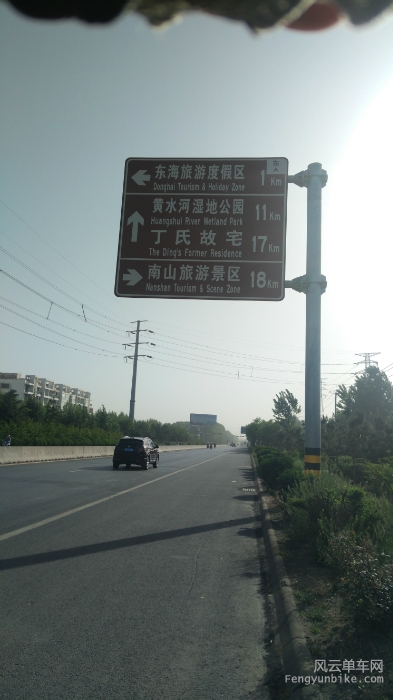 东海旅游度假区 1 Km
Donghai Tourism & Holiday Zone
黄水河湿地公园 11 Km
Huangshui River Wetland Park
丁氏故宅 17 Km
The Ding's Former Residence
南山旅游景区 18 Km
Nanshan Tourism & Scene Zone
风云单车网
Fengyunbike.com